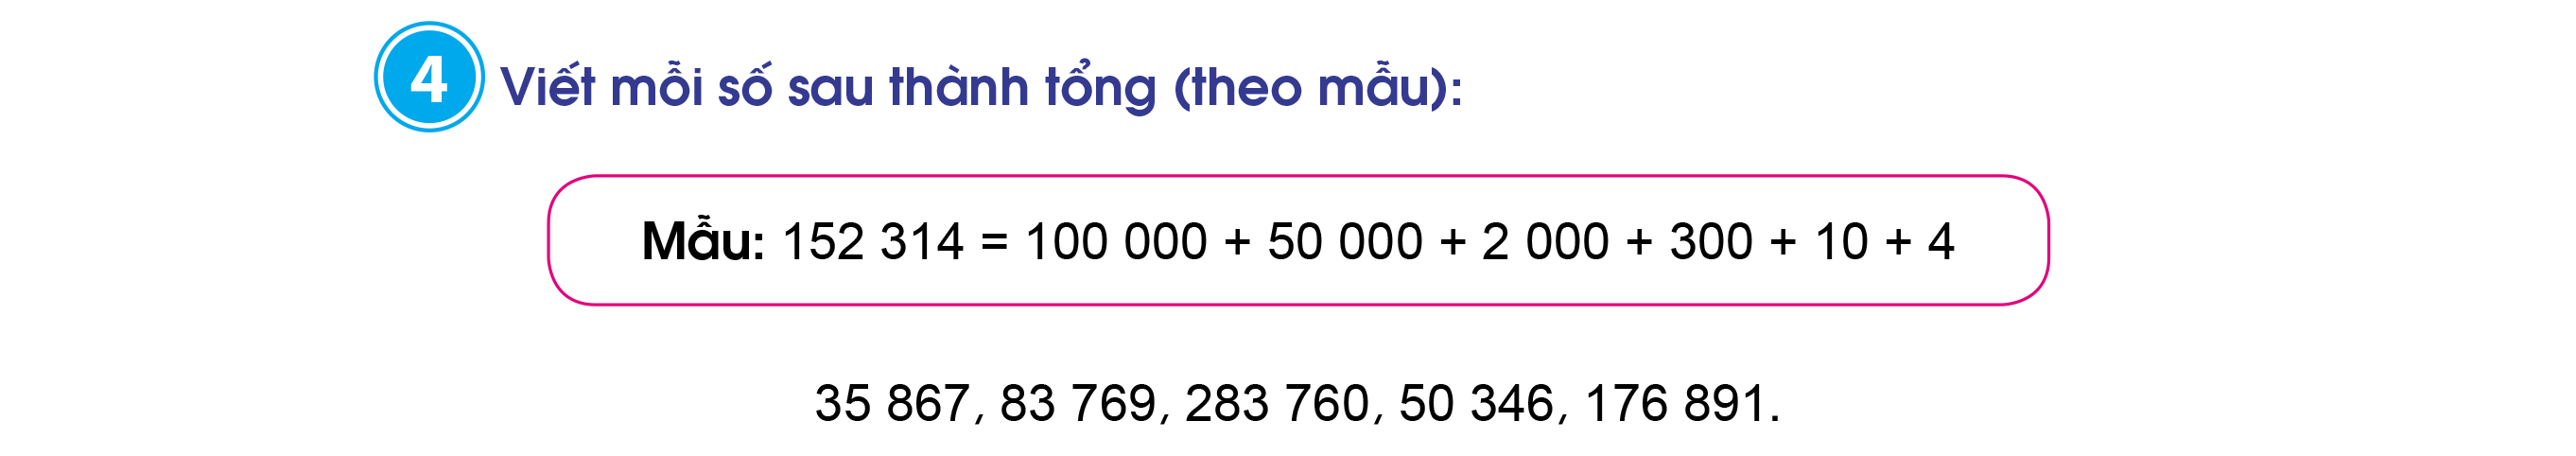 4 Viết mỗi số sau thành tổng (theo mẫu):
Mẫu: 152 314 = 100 000 + 50 000 + 2 000 + 300 + 10 + 4
35 867, 83 769, 283 760, 50 346, 176 891.